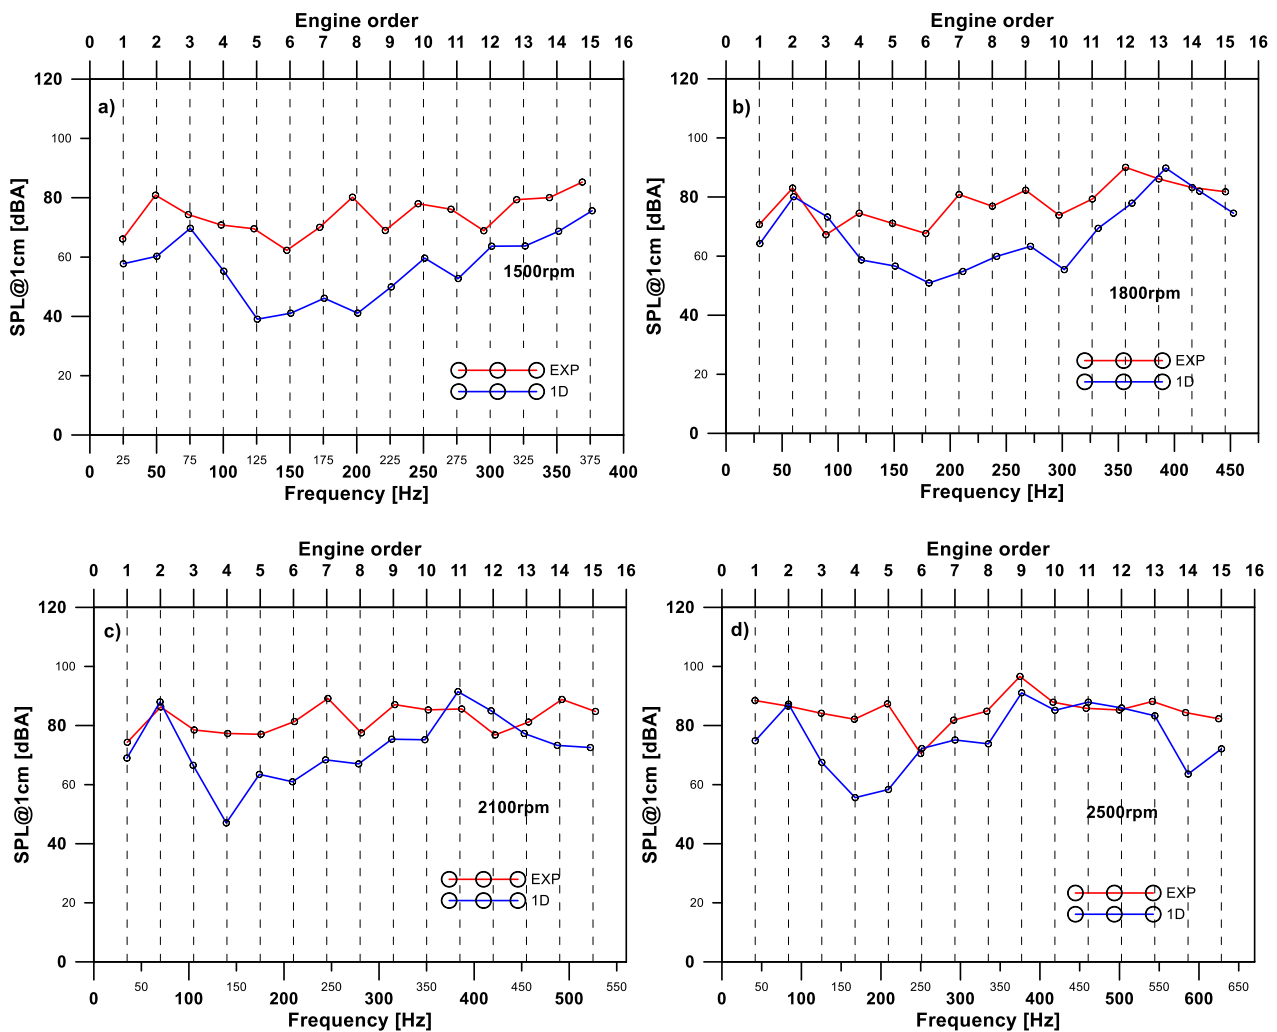 Engine order
0 1 2 3 4 5 6 7 8 9 10 11 12 13 14 15 16
120
100
80
60
40
20
0
SPL@1cm [dBA]
a)
1500rpm
EXP
1D
25 75 125 175 225 275 325 375
0 50 100 150 200 250 300 350 400
Frequency [Hz]
Engine order
0 1 2 3 4 5 6 7 8 9 10 11 12 13 14 15 16
120
100
80
60
40
20
0
SPL@1cm [dBA]
b)
1800rpm
EXP
1D
0 50 100 150 200 250 300 350 400 450
Frequency [Hz]
Engine order
0 1 2 3 4 5 6 7 8 9 10 11 12 13 14 15 16
120
100
80
60
40
20
0
SPL@1cm [dBA]
c)
2100rpm
EXP
1D
50 150 250 350 450 550
0 100 200 300 400 500
Frequency [Hz]
Engine order
0 1 2 3 4 5 6 7 8 9 10 11 12 13 14 15 16
120
100
80
60
40
20
0
SPL@1cm [dBA]
d)
2500rpm
EXP
1D
50 150 250 350 450 550 650
0 100 200 300 400 500 600
Frequency [Hz]